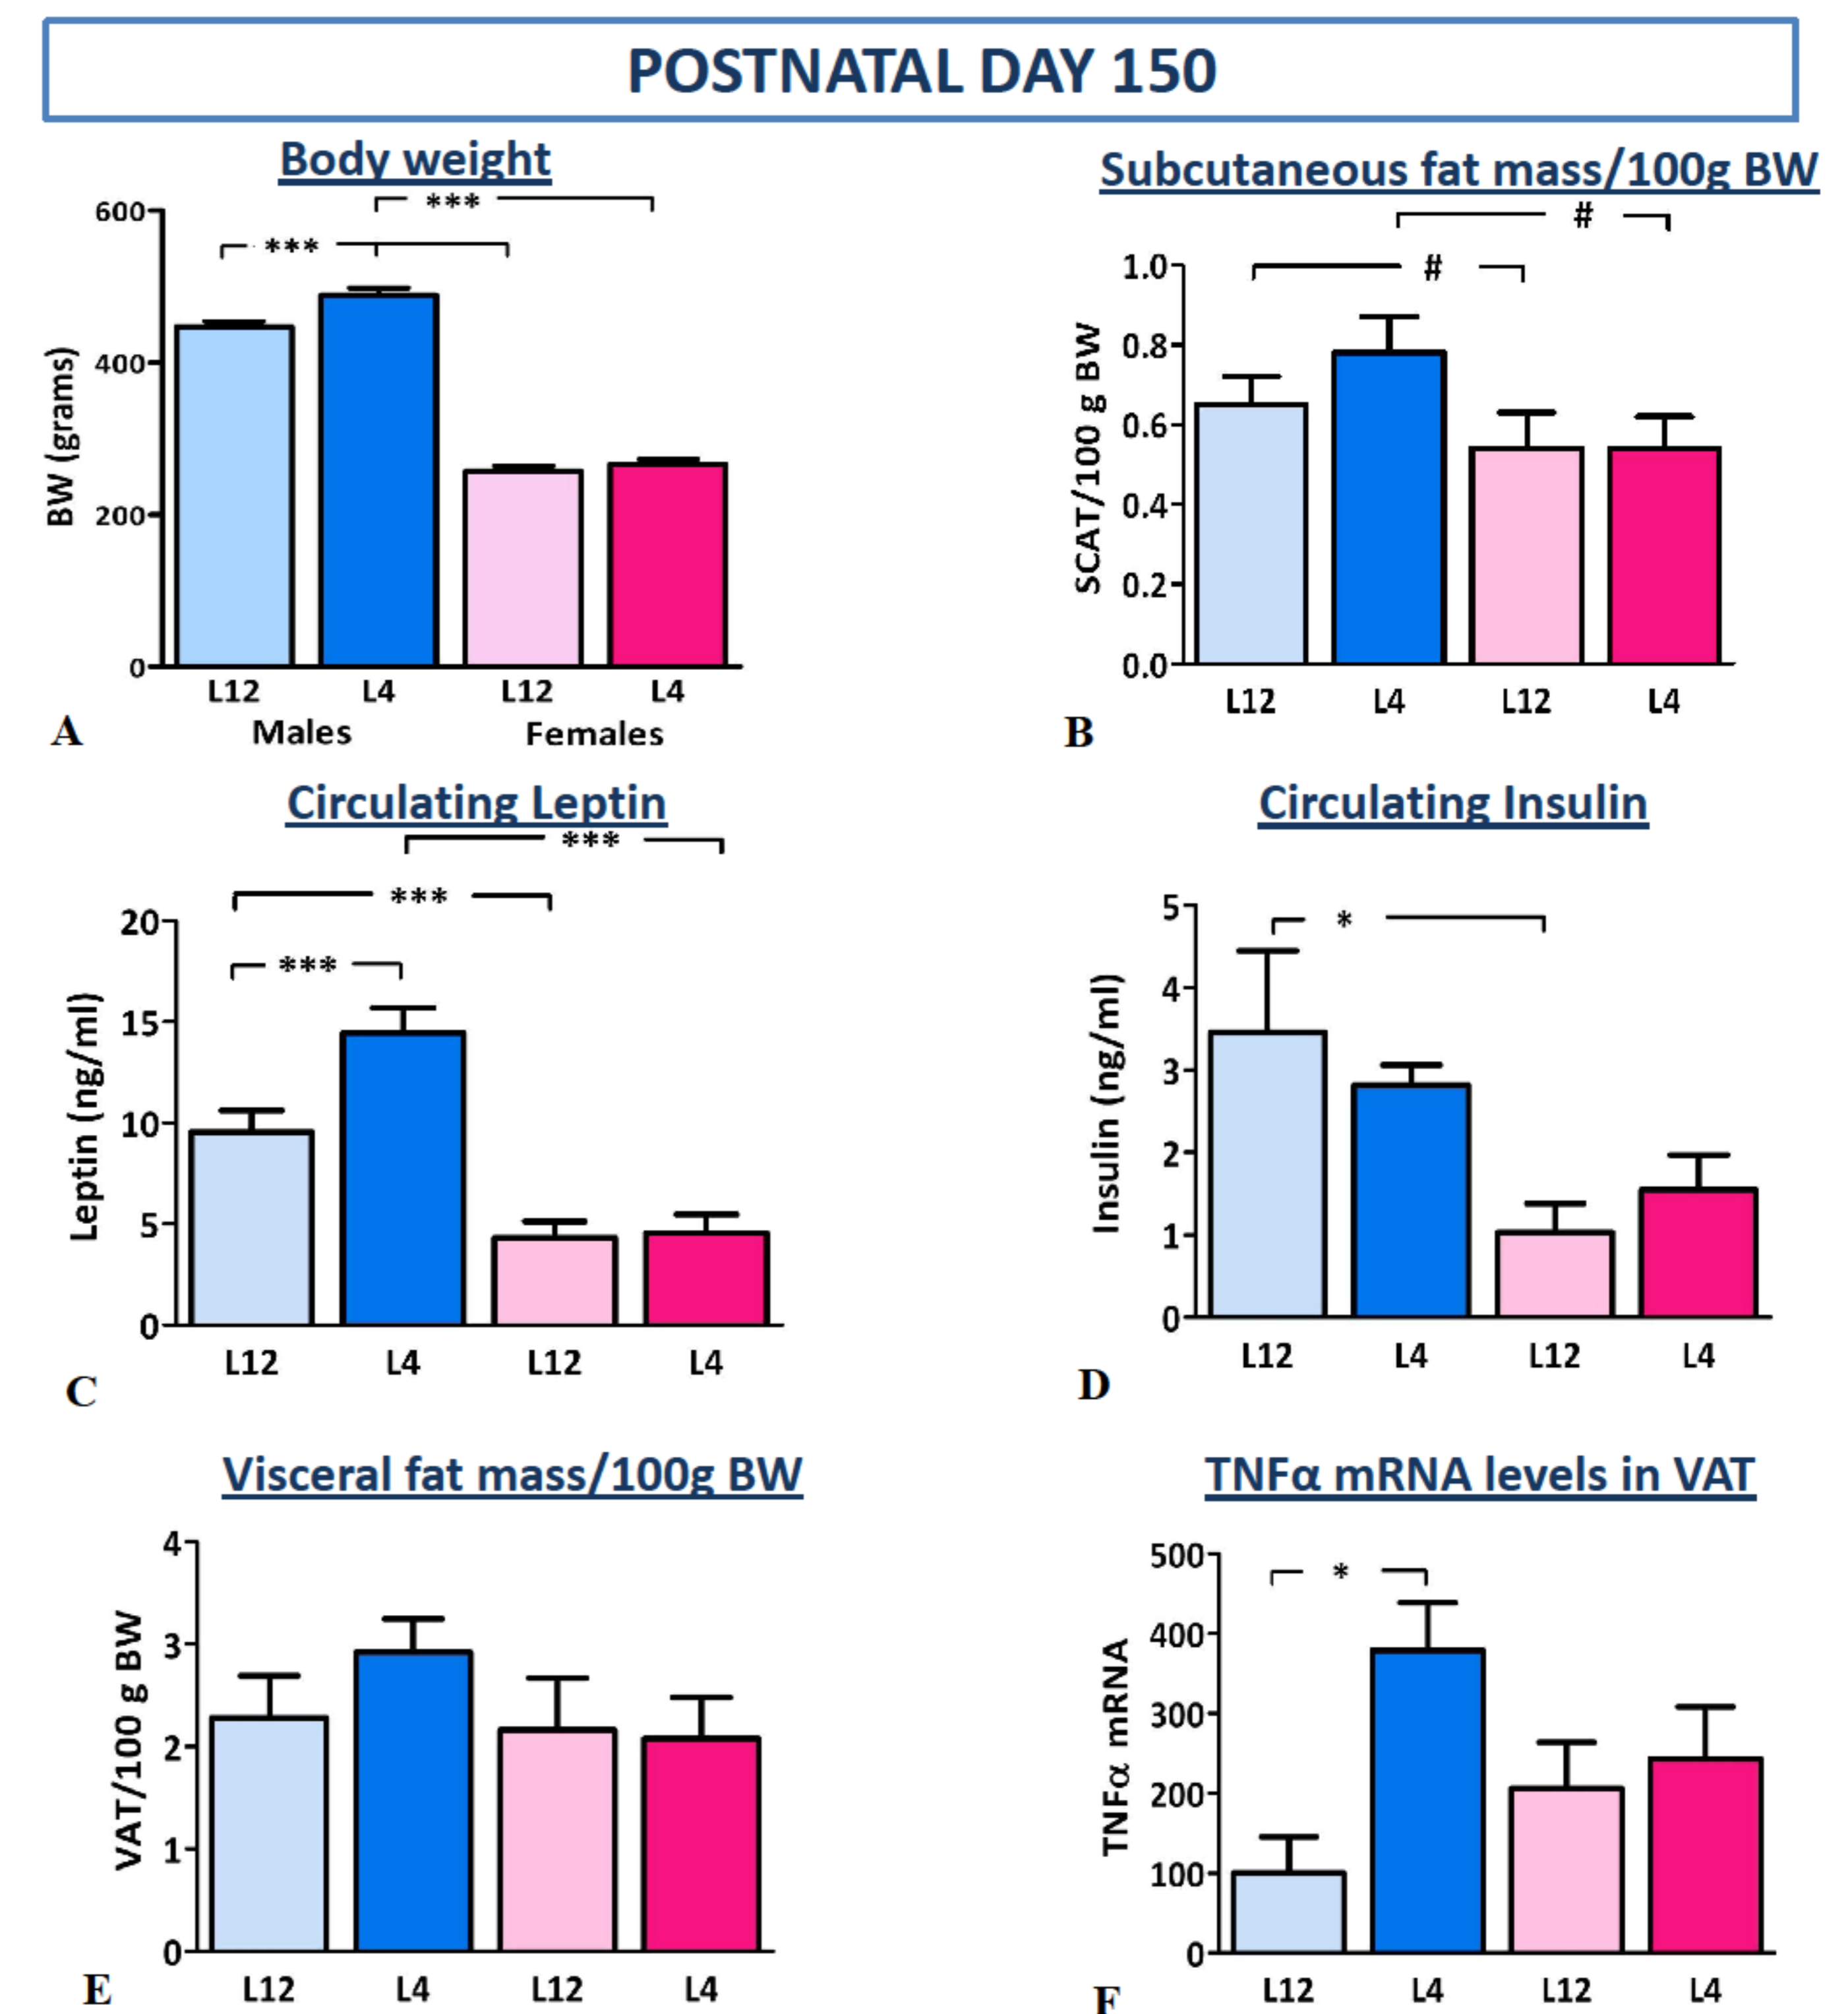 POSTNATAL DAY 150
Body weight
***
***
600
400
200
0
BW (grams)
L12 L4 L12 L4
Males Females
A
Subcutaneous fat mass/100g BW
#
#
1.0
0.8
0.6
0.4
0.2
0.0
SCAT/100 g BW
L12 L4 L12 L4
B
Circulating Leptin
***
***
***
20
15
10
5
0
Leptin (ng/ml)
L12 L4 L12 L4
C
Circulating Insulin
*
5
4
3
2
1
0
Insulin (ng/ml)
L12 L4 L12 L4
D
Visceral fat mass/100g BW
4
3
2
1
0
VAT/100 g BW
L12 L4 L12 L4
E
TNFα mRNA levels in VAT
*
500
400
300
200
100
0
TNFα mRNA
L12 L4 L12 L4
F